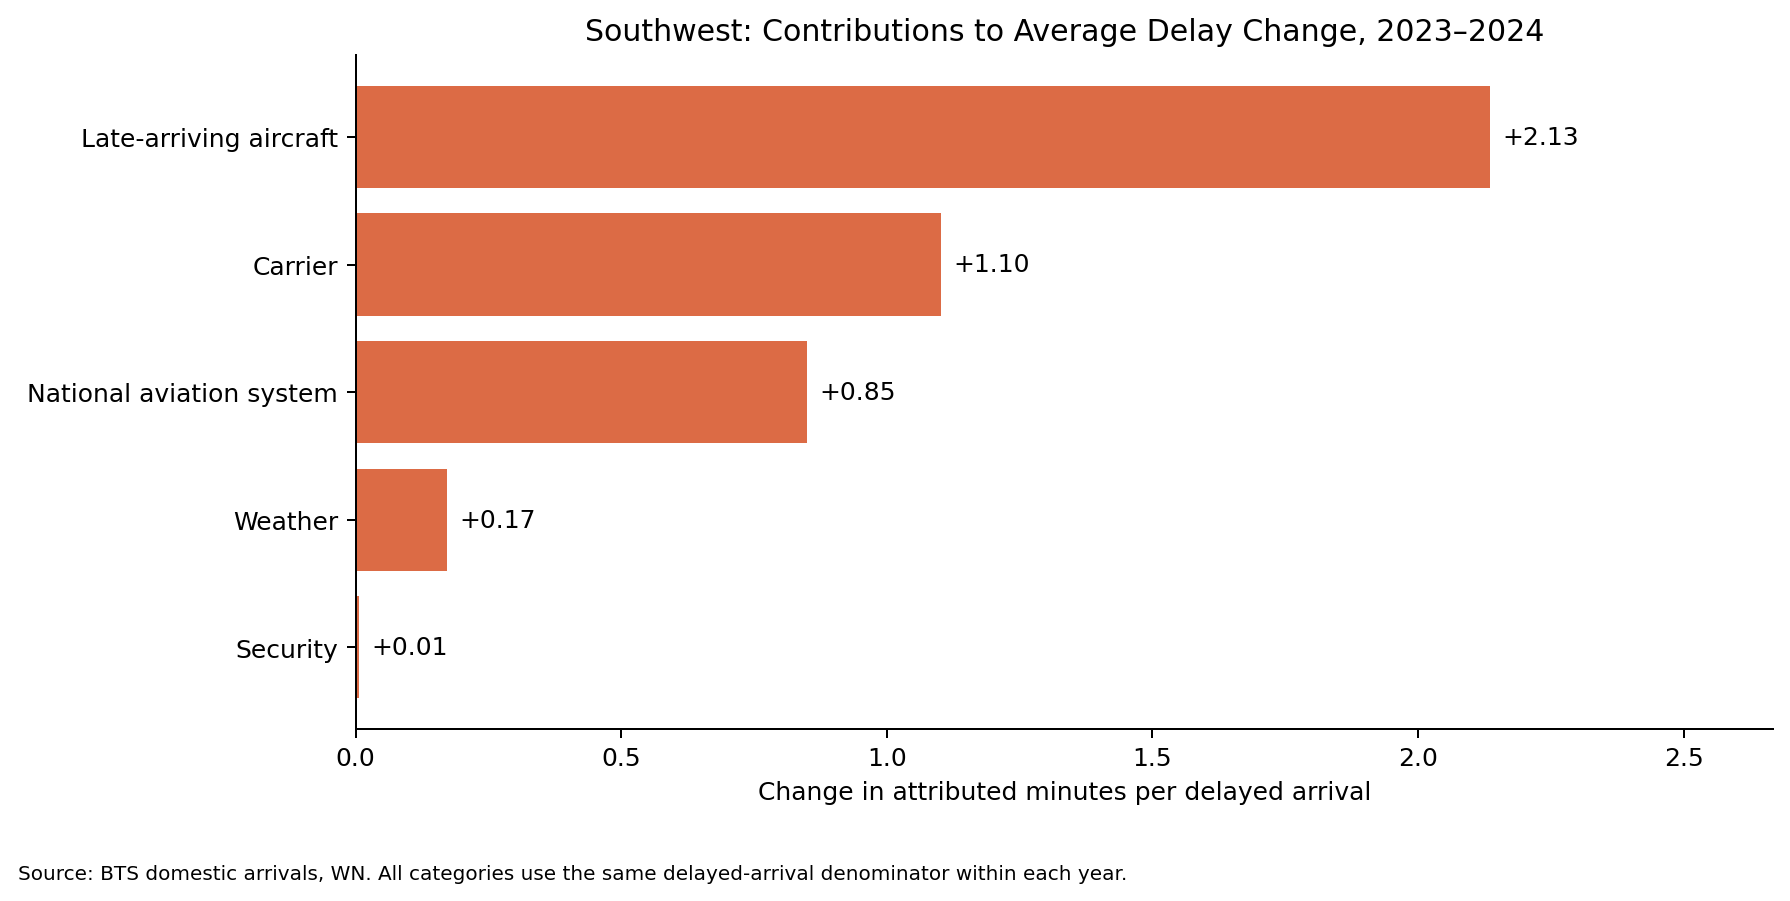 Southwest: Contributions to Average Delay Change, 2023–2024
Late-arriving aircraft
+2.13
Carrier
+1.10
National aviation system
+0.85
Weather
+0.17
Security
+0.01
0.0 0.5 1.0 1.5 2.0 2.5
Change in attributed minutes per delayed arrival
Source: BTS domestic arrivals, WN. All categories use the same delayed-arrival denominator within each year.